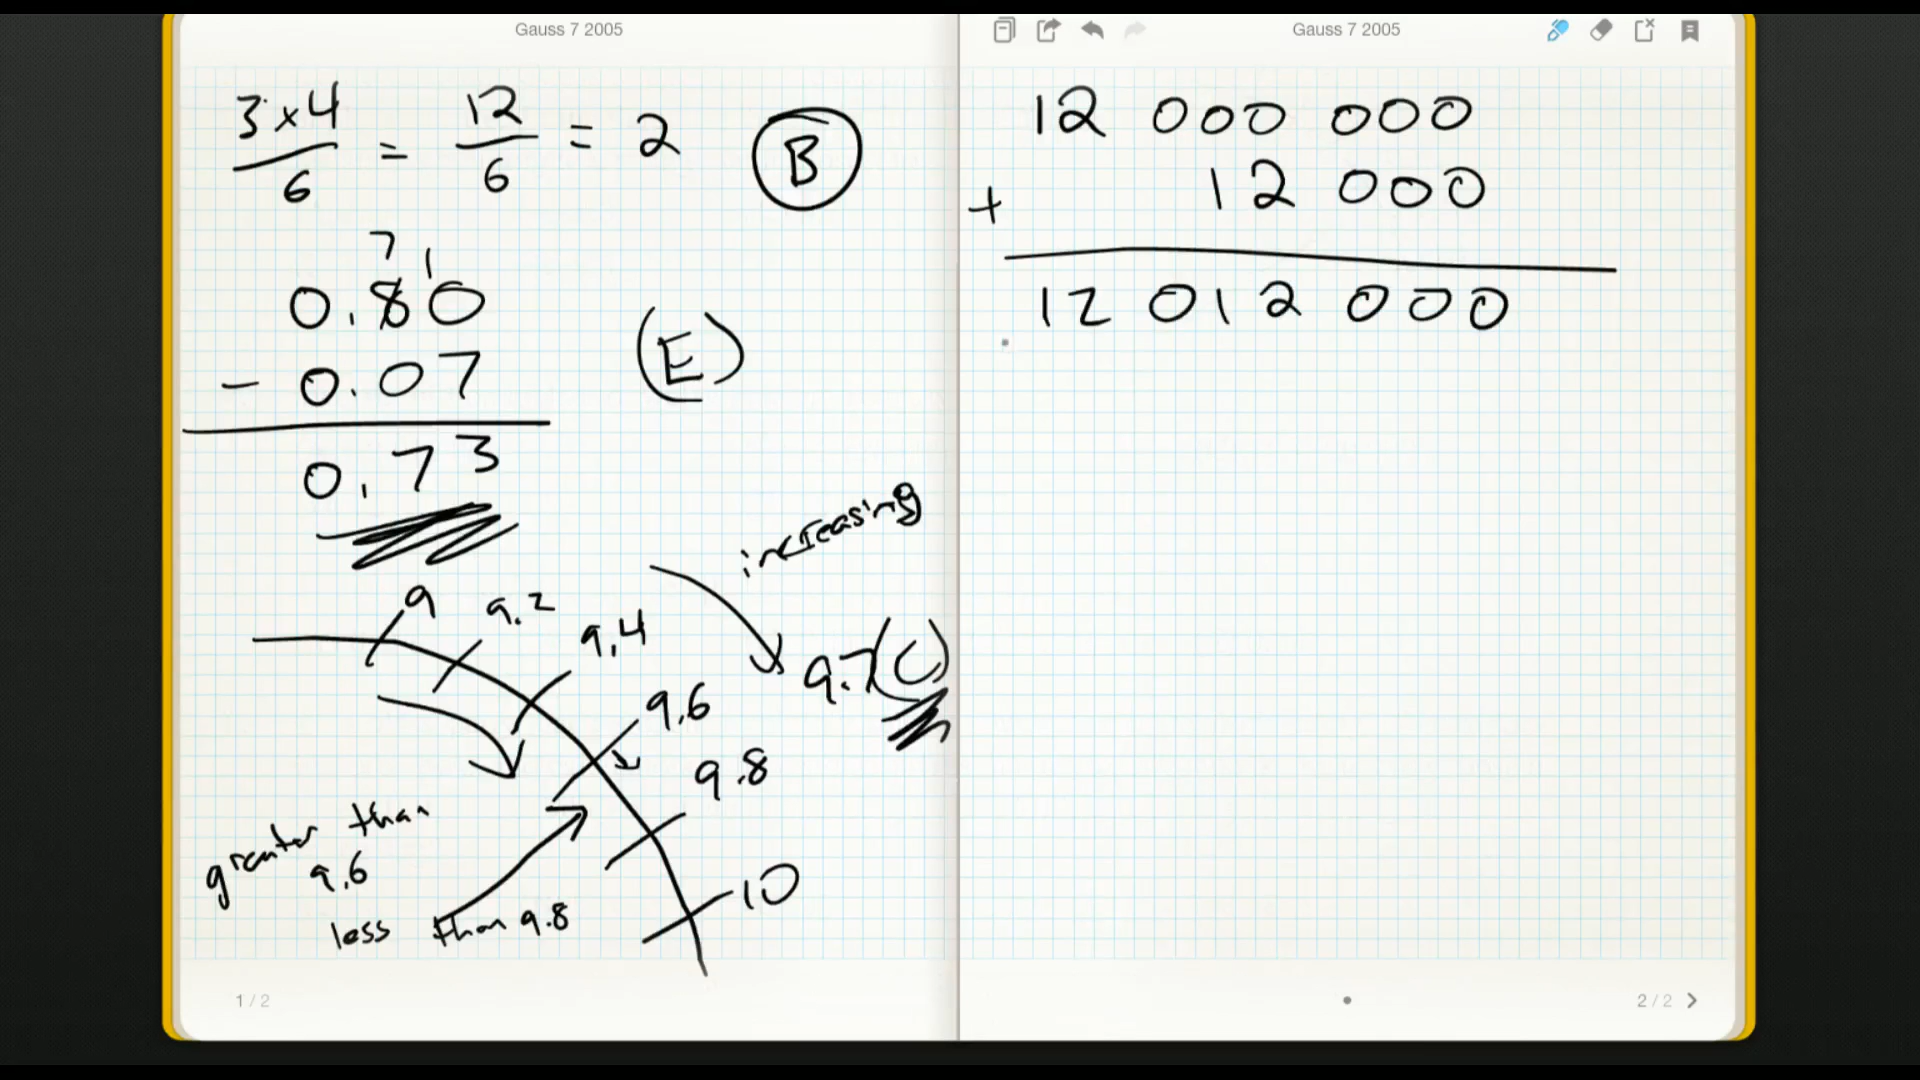 Gauss 7 2005
3 x 4 / 6 = 12 / 6 = 2 B
7 1
0.80
- 0.07
0.73
(E)
increasing
9
9.2
9.4
9.6
9.8
10
9.7 (C)
greater than
9.6
less than 9.8
1 / 2
Gauss 7 2005
12 000 000
+ 12 000
12 012 000
2 / 2